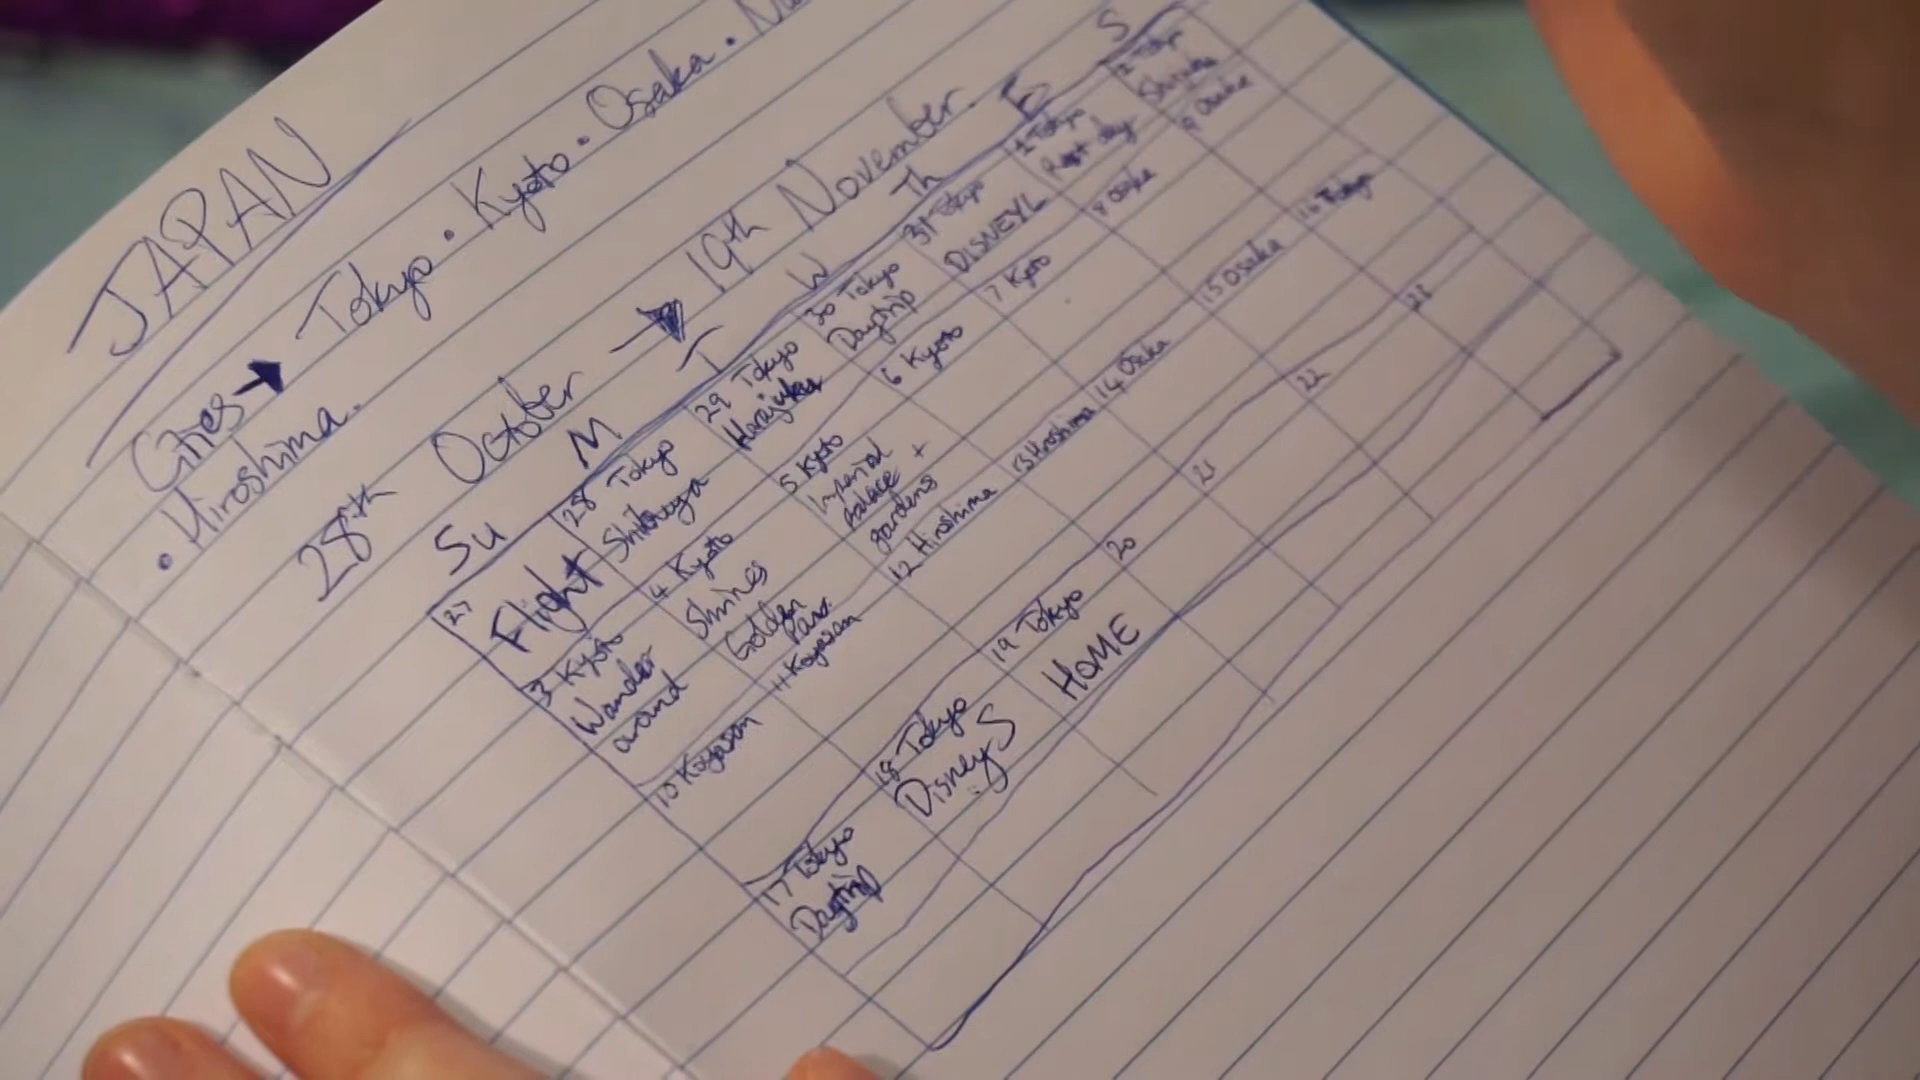 JAPAN
Cities → Tokyo • Kyoto • Osaka •
• Hiroshima.
28th October → 19th November
Su M T W Th F S
27 Flight
28 Tokyo
Shibuya
29 Tokyo
Harajuku
30 Tokyo
Daytrip
31 Tokyo
DISNEYL
1 Tokyo
Rest day
2 Tokyo
3 Kyoto
Wander
around
4 Kyoto
Shrines
Golden
Pav.
5 Kyoto
Imperial
palace +
gardens
6 Kyoto
7 Kyoto
8 Osaka
9 Osaka
10 Koyasan
11 Koyasan
12 Hiroshima
13 Hiroshima
14 Osaka
15 Osaka
16 Tokyo
17 Tokyo
Daytrip
18 Tokyo
DisneyS
19 Tokyo
HOME
20
21
22
23